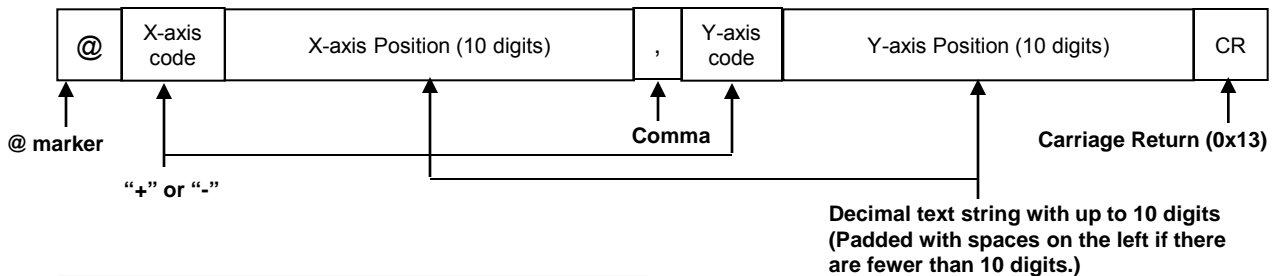 @
X-axis
code
X-axis Position (10 digits)
,
Y-axis
code
Y-axis Position (10 digits)
CR
@ marker
Comma
Carriage Return (0x13)
“+” or “-”
Decimal text string with up to 10 digits
(Padded with spaces on the left if there
are fewer than 10 digits.)